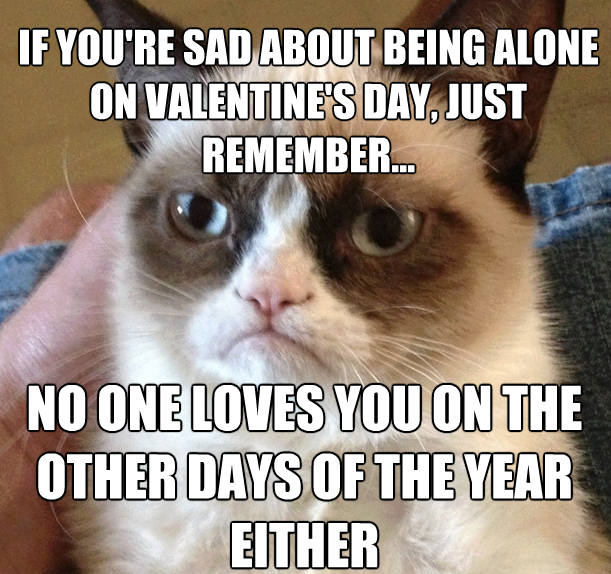 IF YOU'RE SAD ABOUT BEING ALONE
ON VALENTINE'S DAY, JUST
REMEMBER...
NO ONE LOVES YOU ON THE
OTHER DAYS OF THE YEAR
EITHER